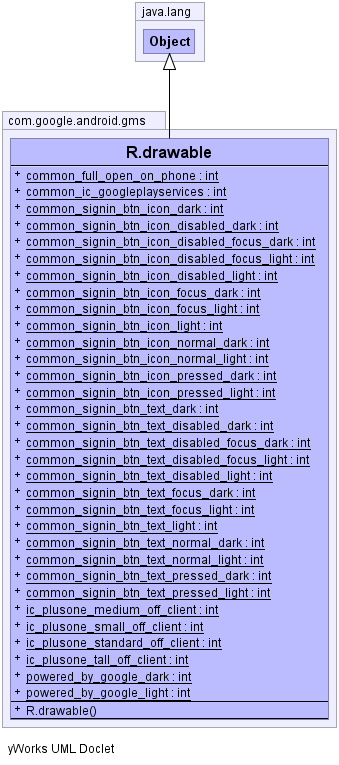 java.lang
Object
com.google.android.gms
R.drawable
+ common_full_open_on_phone : int
+ common_ic_googleplayservices : int
+ common_signin_btn_icon_dark : int
+ common_signin_btn_icon_disabled_dark : int
+ common_signin_btn_icon_disabled_focus_dark : int
+ common_signin_btn_icon_disabled_focus_light : int
+ common_signin_btn_icon_disabled_light : int
+ common_signin_btn_icon_focus_dark : int
+ common_signin_btn_icon_focus_light : int
+ common_signin_btn_icon_light : int
+ common_signin_btn_icon_normal_dark : int
+ common_signin_btn_icon_normal_light : int
+ common_signin_btn_icon_pressed_dark : int
+ common_signin_btn_icon_pressed_light : int
+ common_signin_btn_text_dark : int
+ common_signin_btn_text_disabled_dark : int
+ common_signin_btn_text_disabled_focus_dark : int
+ common_signin_btn_text_disabled_focus_light : int
+ common_signin_btn_text_disabled_light : int
+ common_signin_btn_text_focus_dark : int
+ common_signin_btn_text_focus_light : int
+ common_signin_btn_text_light : int
+ common_signin_btn_text_normal_dark : int
+ common_signin_btn_text_normal_light : int
+ common_signin_btn_text_pressed_dark : int
+ common_signin_btn_text_pressed_light : int
+ ic_plusone_medium_off_client : int
+ ic_plusone_small_off_client : int
+ ic_plusone_standard_off_client : int
+ ic_plusone_tall_off_client : int
+ powered_by_google_dark : int
+ powered_by_google_light : int
+ R.drawable()
yWorks UML Doclet